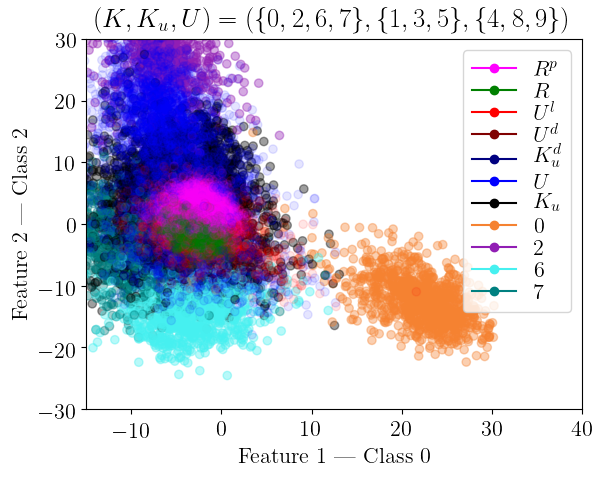 (K, K_u, U) = ({0, 2, 6, 7}, {1, 3, 5}, {4, 8, 9})
30
20
10
0
−10
−20
−30
Feature 2 — Class 2
R^p
R
U^l
U^d
K_u^d
U
K_u
0
2
6
7
−10
0
10
20
30
40
Feature 1 — Class 0